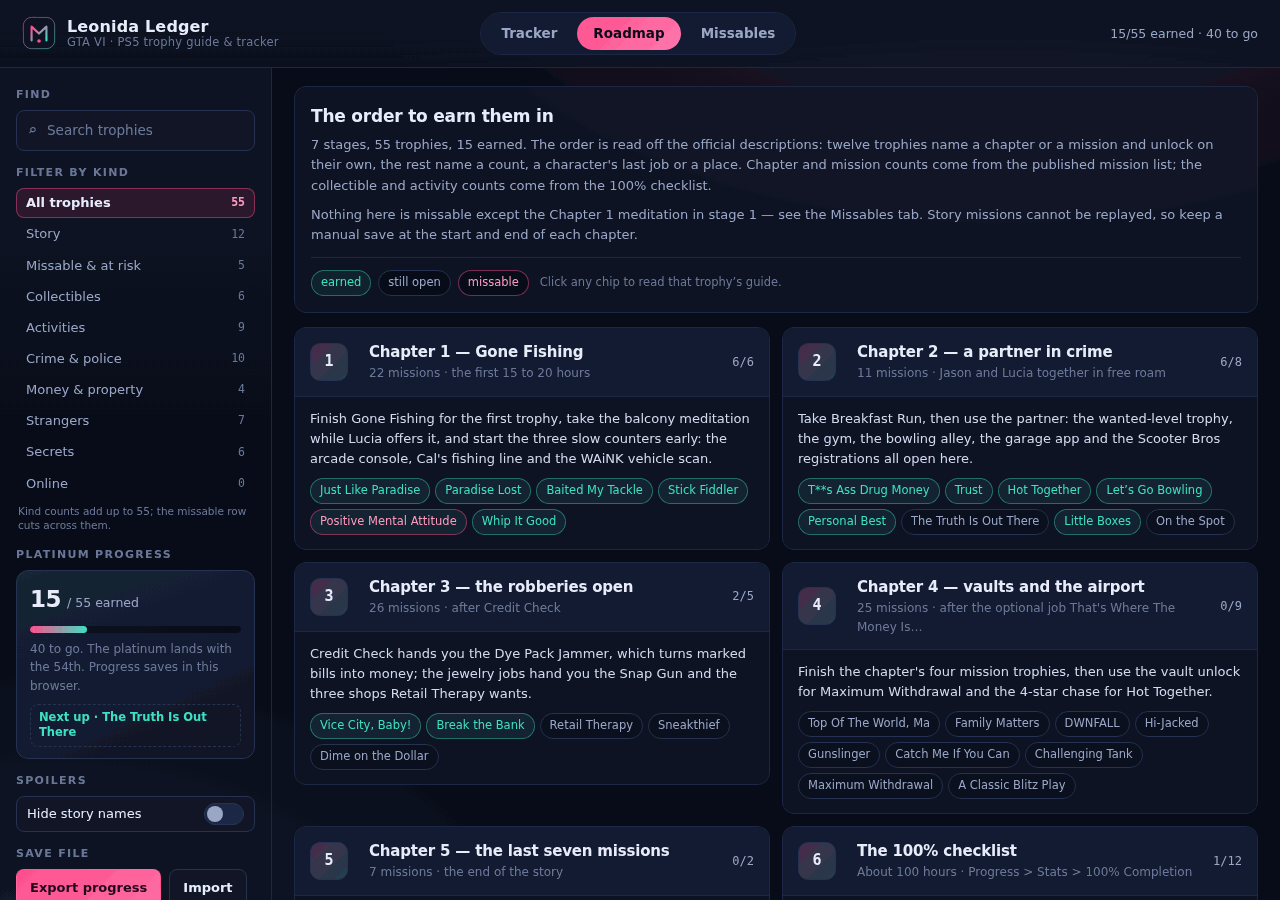 Leonida Ledger
GTA VI · PS5 trophy guide & tracker
Tracker
Roadmap
Missables
15/55 earned · 40 to go
FIND
Search trophies
FILTER BY KIND
All trophies 55
Story 12
Missable & at risk 5
Collectibles 6
Activities 9
Crime & police 10
Money & property 4
Strangers 7
Secrets 6
Online 0
Kind counts add up to 55; the missable row
cuts across them.
PLATINUM PROGRESS
15 / 55 earned
40 to go. The platinum lands with
the 54th. Progress saves in this
browser.
Next up · The Truth Is Out
There
SPOILERS
Hide story names
SAVE FILE
Export progress
Import
The order to earn them in
7 stages, 55 trophies, 15 earned. The order is read off the official descriptions: twelve trophies name a chapter or a mission and unlock on
their own, the rest name a count, a character's last job or a place. Chapter and mission counts come from the published mission list; the
collectible and activity counts come from the 100% checklist.
Nothing here is missable except the Chapter 1 meditation in stage 1 — see the Missables tab. Story missions cannot be replayed, so keep a
manual save at the start and end of each chapter.
earned
still open
missable
Click any chip to read that trophy's guide.
1
Chapter 1 — Gone Fishing
22 missions · the first 15 to 20 hours
6/6
Finish Gone Fishing for the first trophy, take the balcony meditation
while Lucia offers it, and start the three slow counters early: the
arcade console, Cal's fishing line and the WAiNK vehicle scan.
Just Like Paradise
Paradise Lost
Baited My Tackle
Stick Fiddler
Positive Mental Attitude
Whip It Good
2
Chapter 2 — a partner in crime
11 missions · Jason and Lucia together in free roam
6/8
Take Breakfast Run, then use the partner: the wanted-level trophy,
the gym, the bowling alley, the garage app and the Scooter Bros
registrations all open here.
T**s Ass Drug Money
Trust
Hot Together
Let’s Go Bowling
Personal Best
The Truth Is Out There
Little Boxes
On the Spot
3
Chapter 3 — the robberies open
26 missions · after Credit Check
2/5
Credit Check hands you the Dye Pack Jammer, which turns marked
bills into money; the jewelry jobs hand you the Snap Gun and the
three shops Retail Therapy wants.
Vice City, Baby!
Break the Bank
Retail Therapy
Sneakthief
Dime on the Dollar
4
Chapter 4 — vaults and the airport
25 missions · after the optional job That's Where The
Money Is…
0/9
Finish the chapter's four mission trophies, then use the vault unlock
for Maximum Withdrawal and the 4-star chase for Hot Together.
Top Of The World, Ma
Family Matters
DWNFALL
Hi-Jacked
Gunslinger
Catch Me If You Can
Challenging Tank
Maximum Withdrawal
A Classic Blitz Play
5
Chapter 5 — the last seven missions
7 missions · the end of the story
0/2
6
The 100% checklist
About 100 hours · Progress > Stats > 100% Completion
1/12